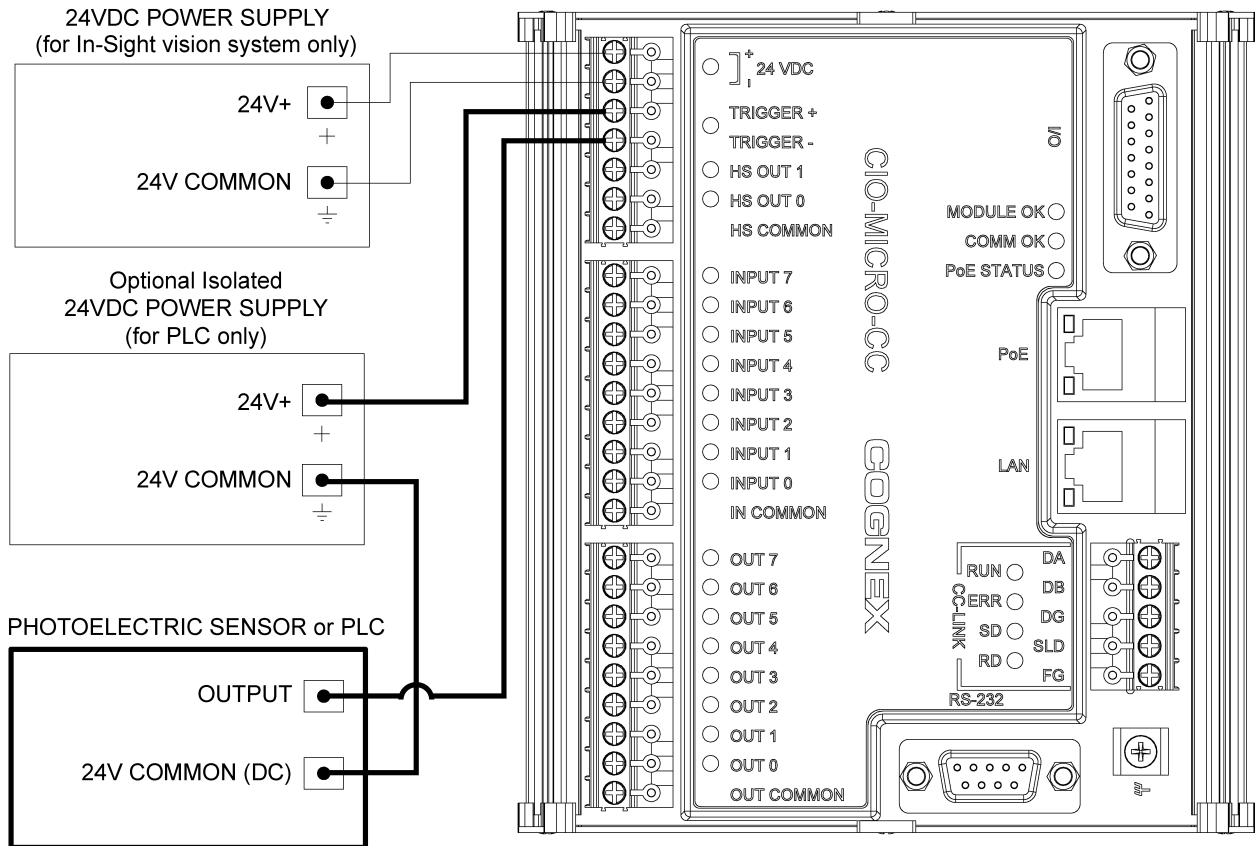 24VDC POWER SUPPLY
(for In-Sight vision system only)
24V+
+
24V COMMON
Optional Isolated
24VDC POWER SUPPLY
(for PLC only)
24V+
+
24V COMMON
PHOTOELECTRIC SENSOR or PLC
OUTPUT
24V COMMON (DC)
+
-
24 VDC
TRIGGER +
TRIGGER -
HS OUT 1
HS OUT 0
HS COMMON
INPUT 7
INPUT 6
INPUT 5
INPUT 4
INPUT 3
INPUT 2
INPUT 1
INPUT 0
IN COMMON
OUT 7
OUT 6
OUT 5
OUT 4
OUT 3
OUT 2
OUT 1
OUT 0
OUT COMMON
CIO-MICRO-CC
COGNEX
I/O
MODULE OK
COMM OK
PoE STATUS
PoE
LAN
CC-LINK
RUN
ERR
SD
RD
DA
DB
DG
SLD
FG
RS-232